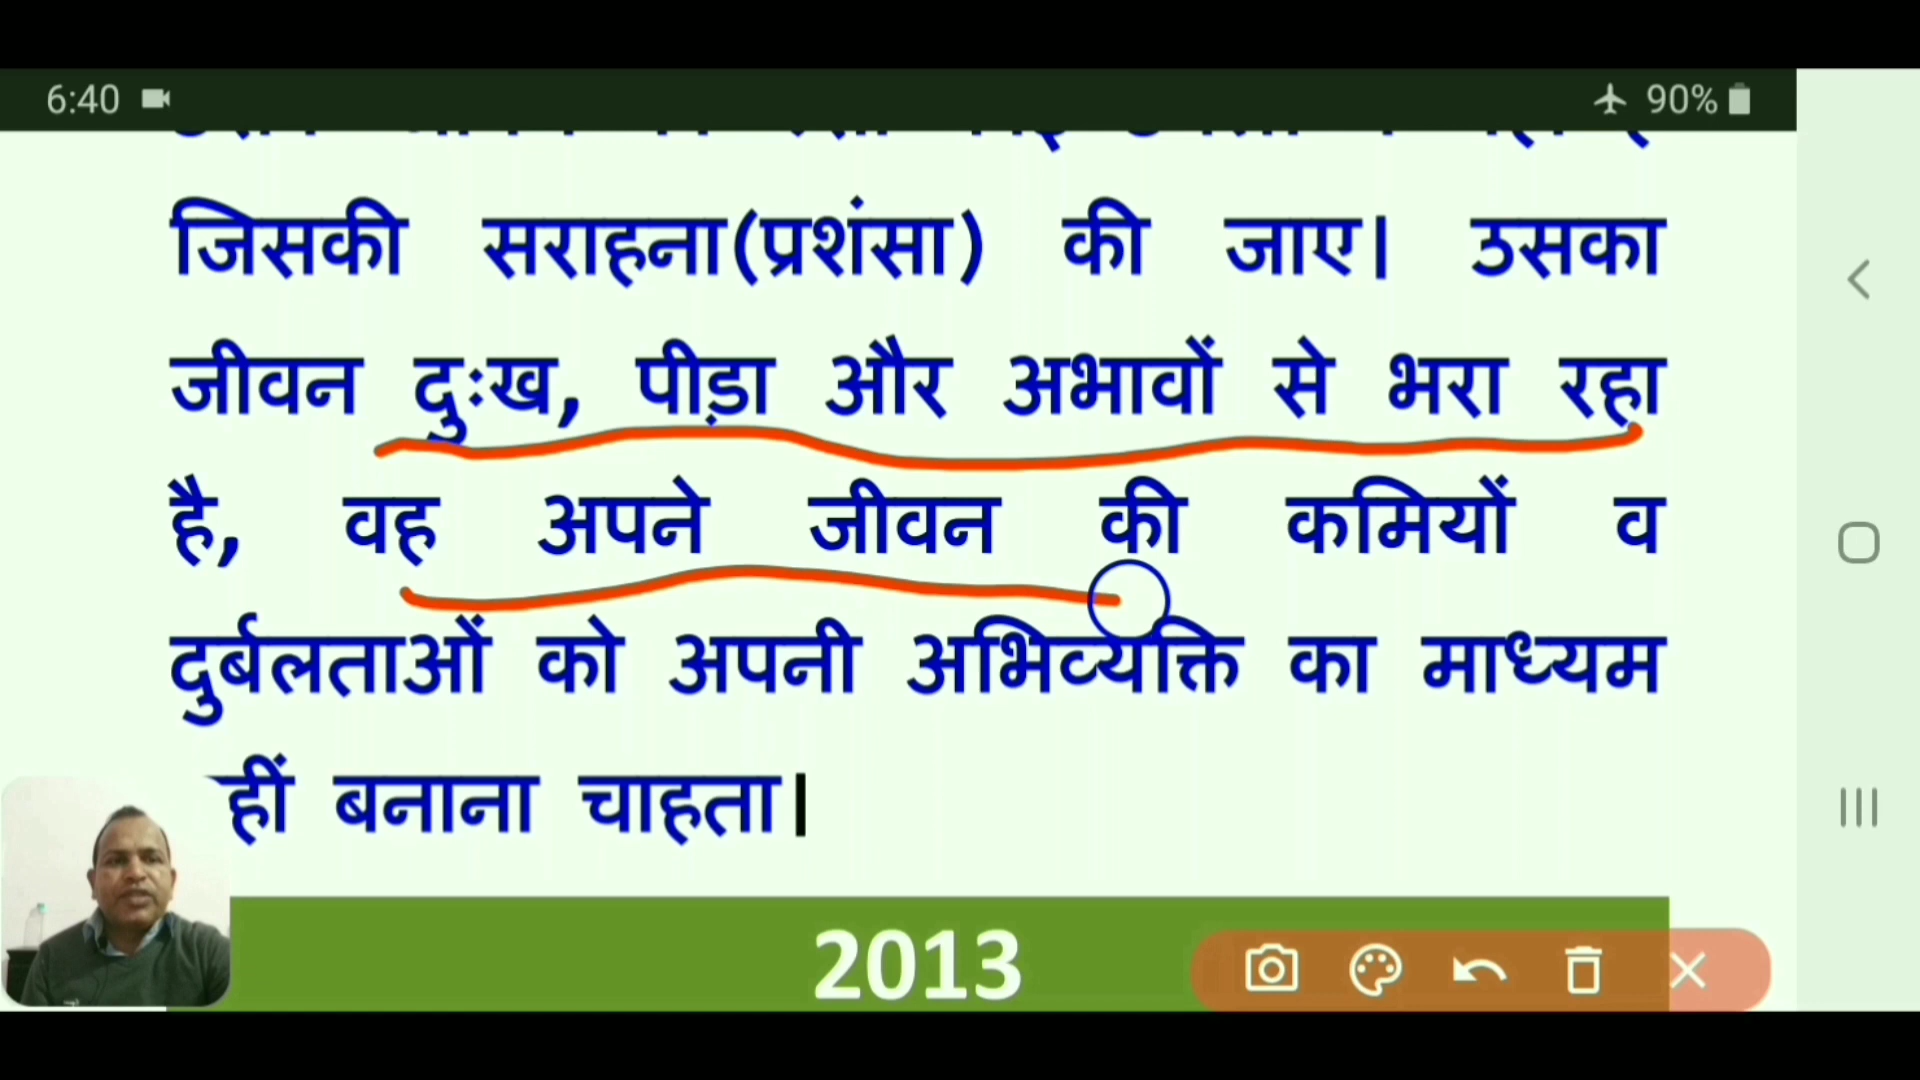 6:40
90%
जिसकी सराहना(प्रशंसा) की जाए। उसका
जीवन दुःख, पीड़ा और अभावों से भरा रहा
है, वह अपने जीवन की कमियों व
दुर्बलताओं को अपनी अभिव्यक्ति का माध्यम
हीं बनाना चाहता।
2013